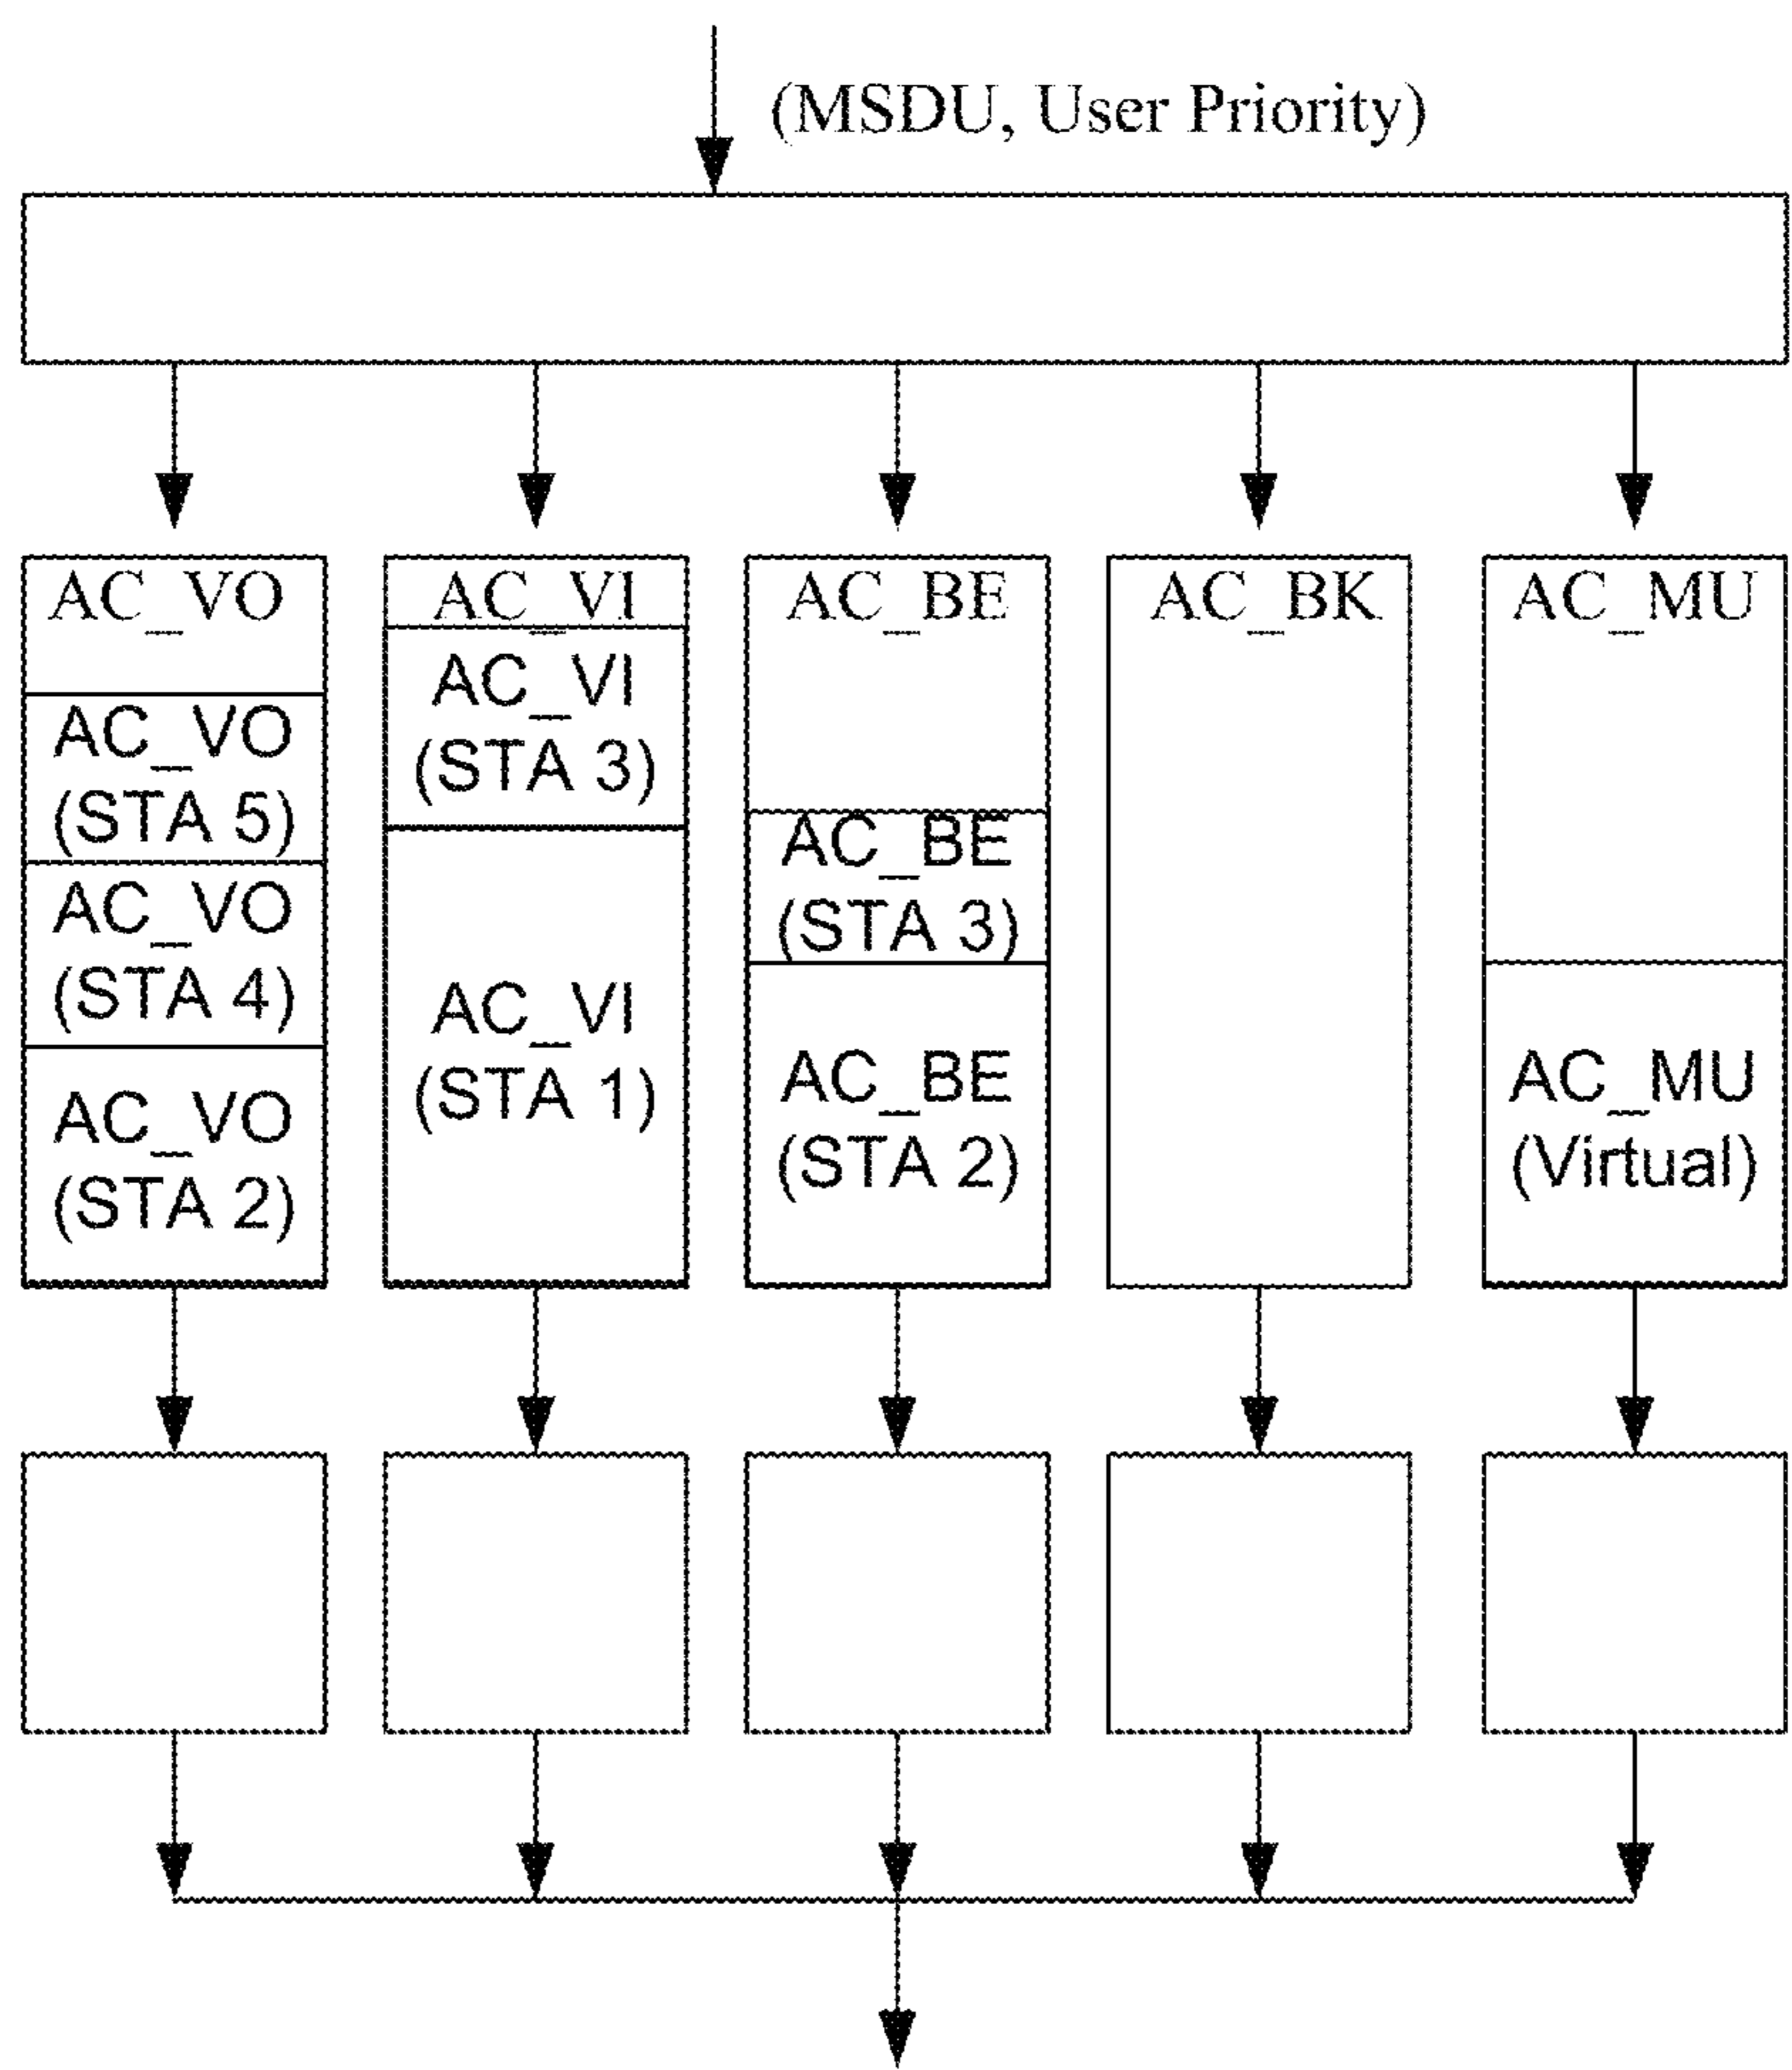 (MSDU, User Priority)
AC_VO
AC_VO
(STA 5)
AC_VO
(STA 4)
AC_VO
(STA 2)
AC_VI
AC_VI
(STA 3)
AC_VI
(STA 1)
AC_BE
AC_BE
(STA 3)
AC_BE
(STA 2)
AC_BK
AC_MU
AC_MU
(Virtual)